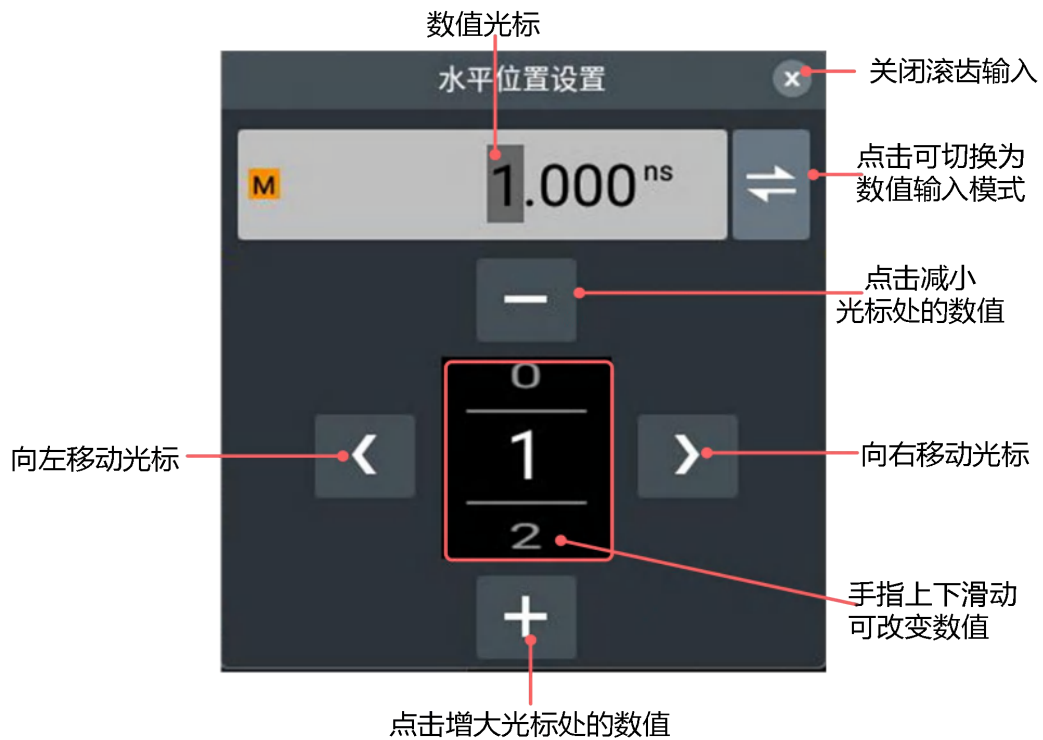 数值光标
水平位置设置
关闭滚齿输入
M
1.000 ns
点击可切换为
数值输入模式
点击减小
光标处的数值
0
向左移动光标
1
向右移动光标
2
手指上下滑动
可改变数值
点击增大光标处的数值